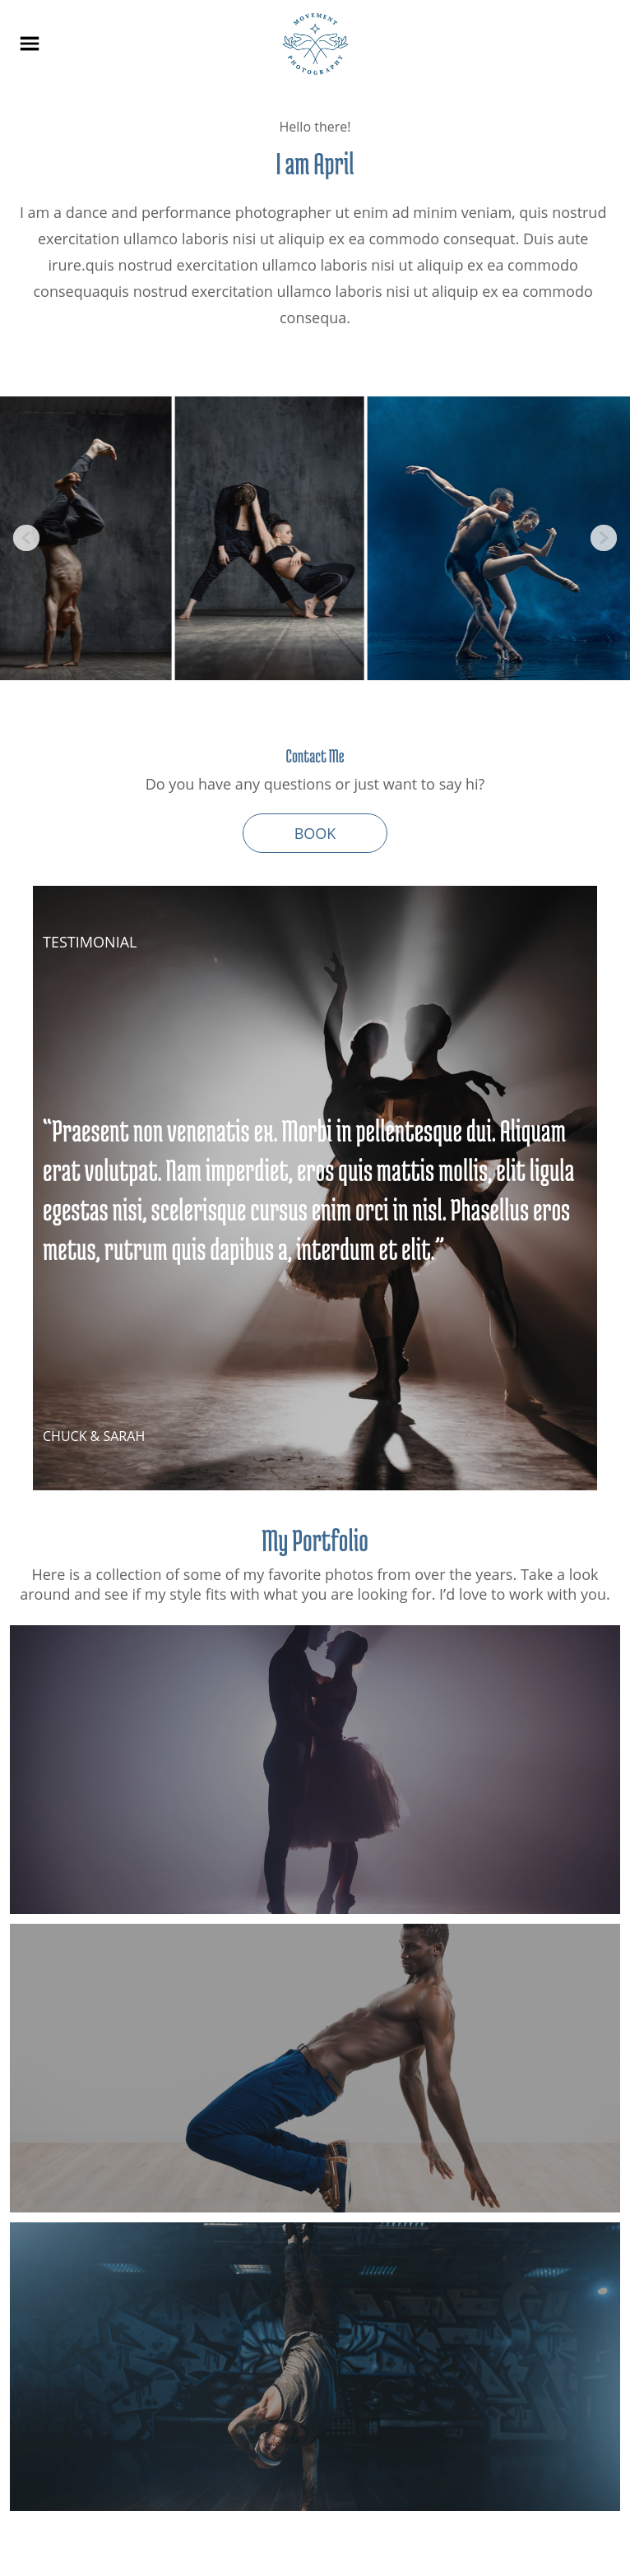 MOVEMENT
PHOTOGRAPHY
Hello there!
I am April
I am a dance and performance photographer ut enim ad minim veniam, quis nostrud
exercitation ullamco laboris nisi ut aliquip ex ea commodo consequat. Duis aute
irure.quis nostrud exercitation ullamco laboris nisi ut aliquip ex ea commodo
consequaquis nostrud exercitation ullamco laboris nisi ut aliquip ex ea commodo
consequa.
Contact Me
Do you have any questions or just want to say hi?
BOOK
TESTIMONIAL
“Praesent non venenatis ex. Morbi in pellentesque dui. Aliquam
erat volutpat. Nam imperdiet, eros quis mattis mollis, elit ligula
egestas nisi, scelerisque cursus enim orci in nisl. Phasellus eros
metus, rutrum quis dapibus a, interdum et elit.”
CHUCK & SARAH
My Portfolio
Here is a collection of some of my favorite photos from over the years. Take a look
around and see if my style fits with what you are looking for. I’d love to work with you.